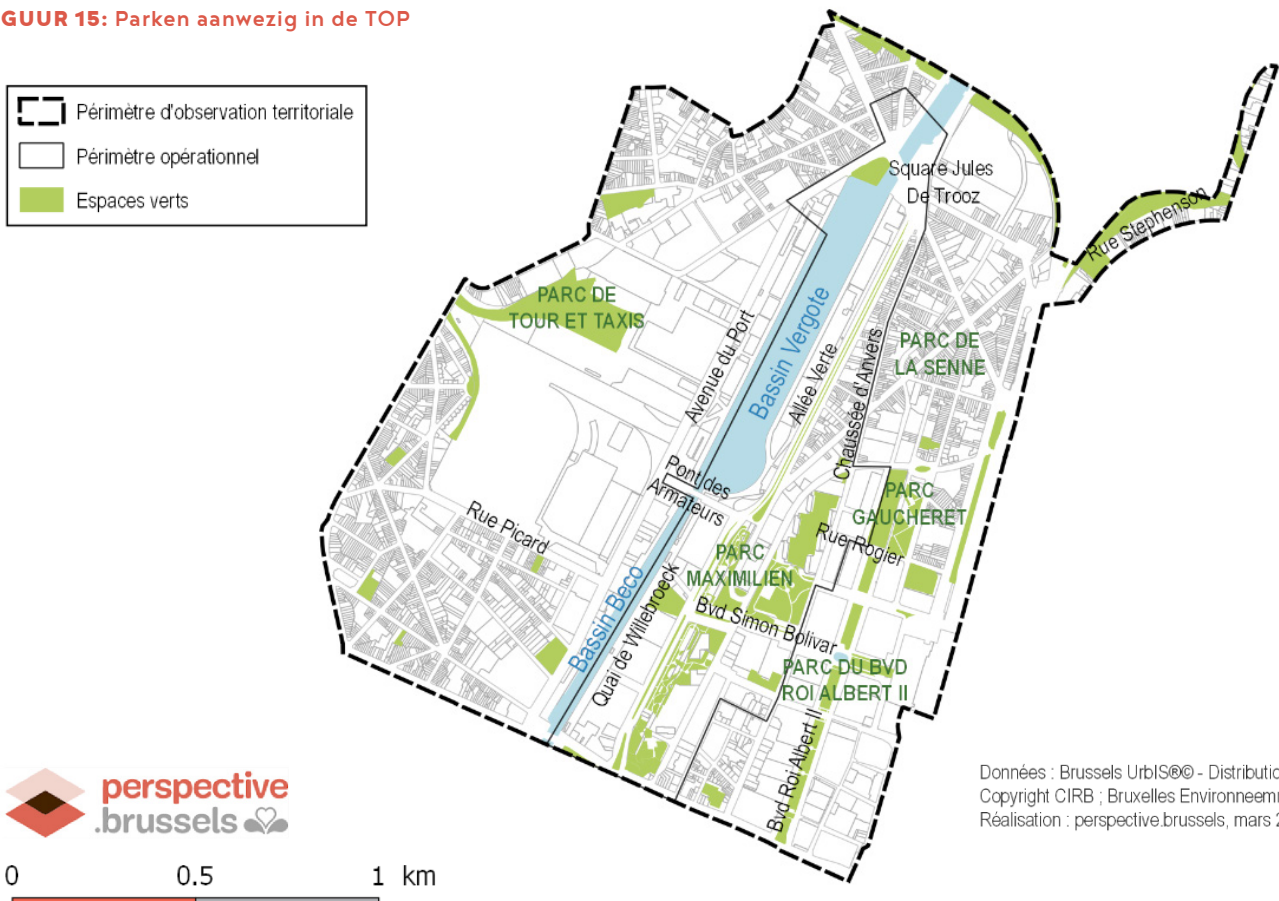 GUUR 15: Parken aanwezig in de TOP
Périmètre d'observation territoriale
Périmètre opérationnel
Espaces verts
Square Jules
De Trooz
Rue Stephenson
PARC DE
TOUR ET TAXIS
Avenue du Port
Bassin Vergote
Allée Verte
Chaussée d'Anvers
PARC DE
LA SENNE
Pont des
Armateurs
PARC
GAUCHERET
Rue Picard
Rue Rogier
PARC
MAXIMILIEN
Bassin Beco
Quai de Willebroeck
Bvd Simon Bolivar
PARC DU BVD
ROI ALBERT II
Bvd Roi Albert II
perspective
.brussels
Données : Brussels UrbIS®© - Distributio
Copyright CIRB ; Bruxelles Environneem
Réalisation : perspective.brussels, mars 2
0 0.5 1 km